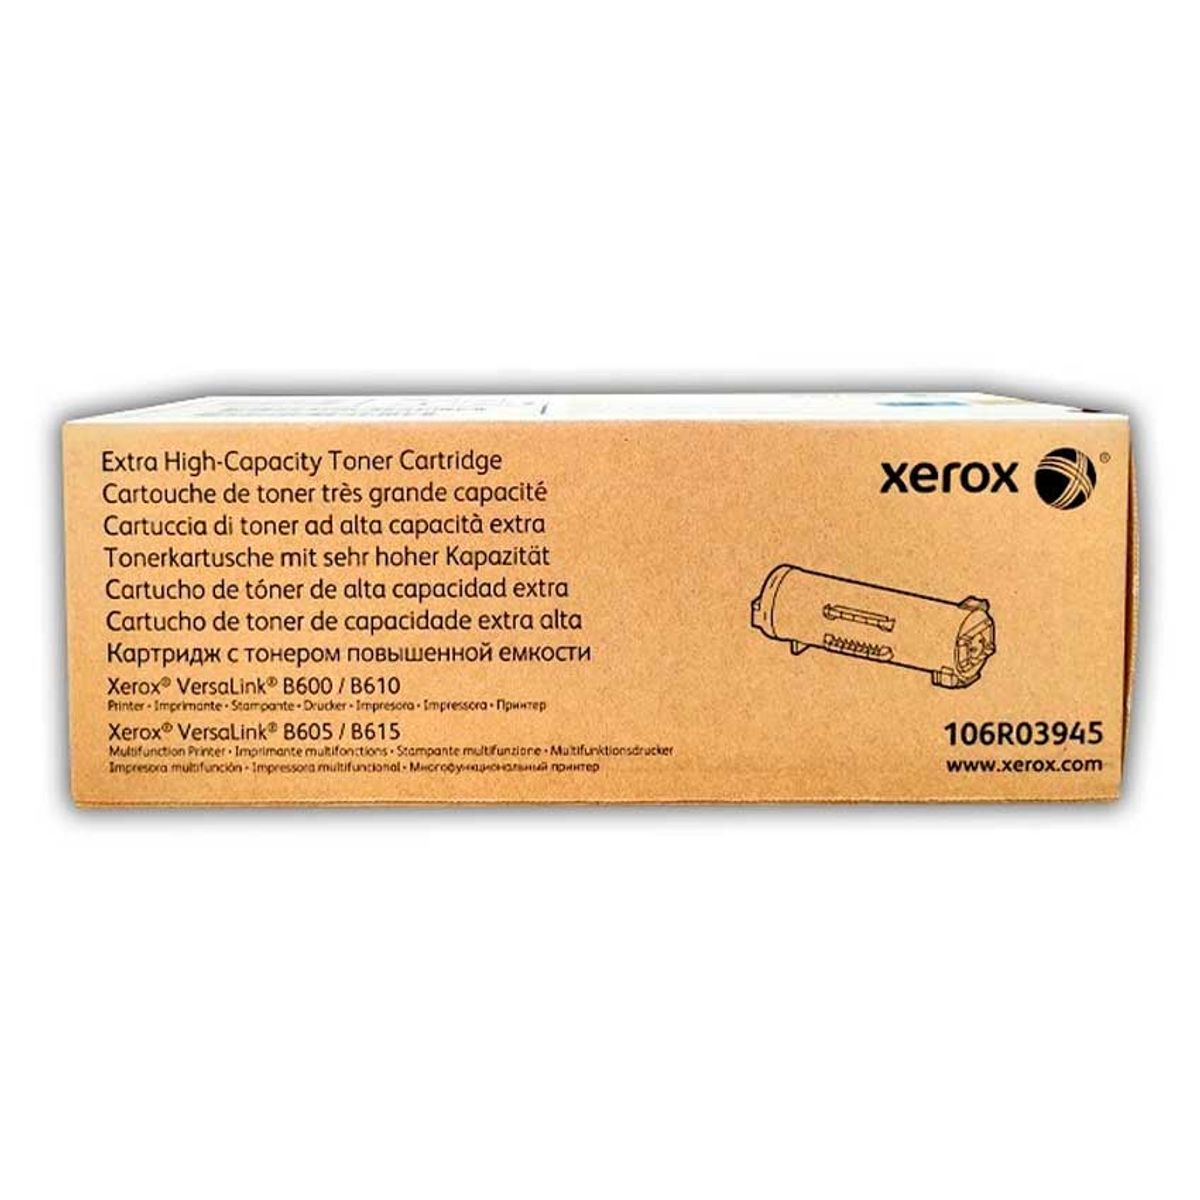 Extra High-Capacity Toner Cartridge
Cartouche de toner très grande capacité
Cartuccia di toner ad alta capacità extra
Tonerkartusche mit sehr hoher Kapazität
Cartucho de tóner de alta capacidad extra
Cartucho de toner de capacidade extra alta
Картридж с тонером повышенной емкости
Xerox® VersaLink® B600 / B610
Printer • Imprimante • Stampante • Drucker • Impresora • Impressora • Принтер
Xerox® VersaLink® B605 / B615
Multifunction Printer • Imprimante multifonctions • Stampante multifunzione • Multifunktionsdrucker
Impresora multifunción • Impressora multifuncional • Многофункциональный принтер
xerox®
106R03945
www.xerox.com